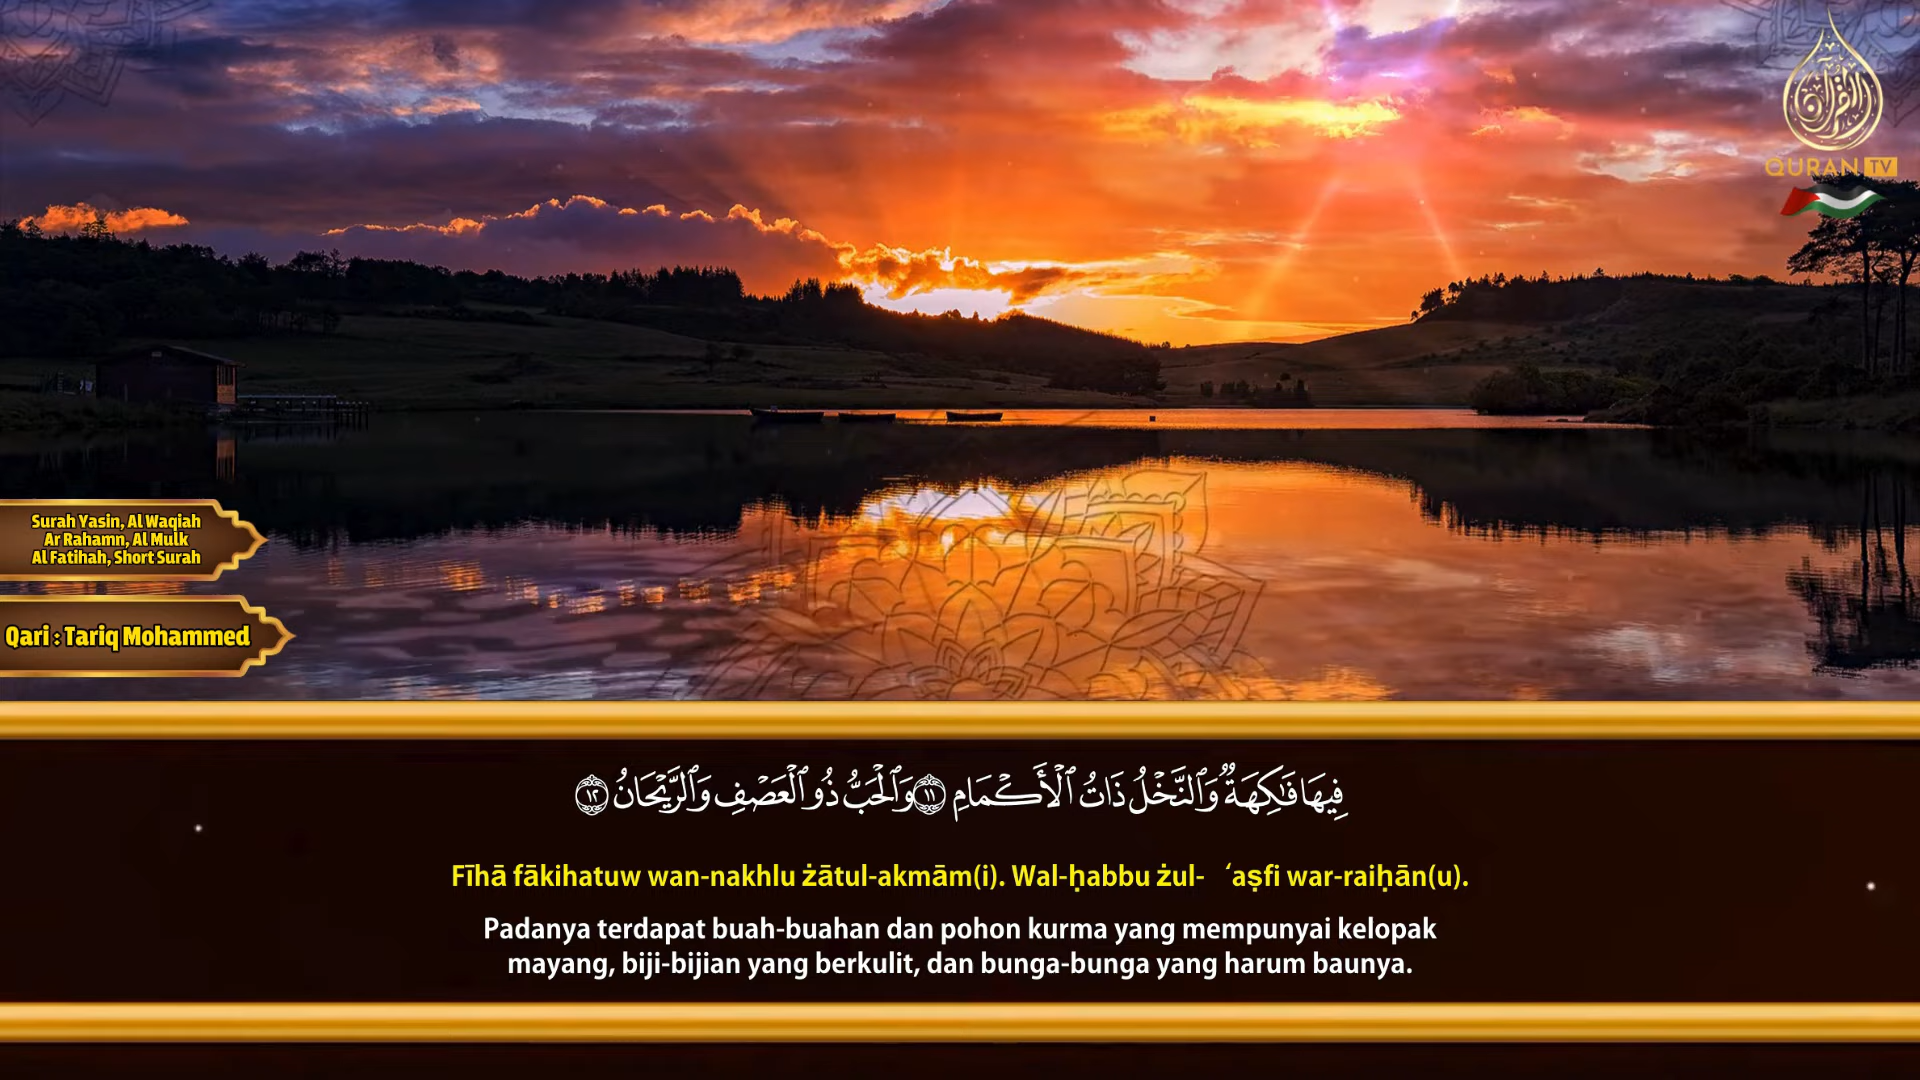 القرآن
QURAN TV
Surah Yasin, Al Waqiah
Ar Rahamn, Al Mulk
Al Fatihah, Short Surah
Qari : Tariq Mohammed
فِيهَا فَٰكِهَةٌ وَٱلنَّخْلُ ذَاتُ ٱلْأَكْمَامِ ١١ وَٱلْحَبُّ ذُو ٱلْعَصْفِ وَٱلرَّيْحَانُ ١٢
Fīhā fākihatuw wan-nakhlu żātul-akmām(i). Wal-ḥabbu żul- ‘aṣfi war-raiḥān(u).
Padanya terdapat buah-buahan dan pohon kurma yang mempunyai kelopak
mayang, biji-bijian yang berkulit, dan bunga-bunga yang harum baunya.